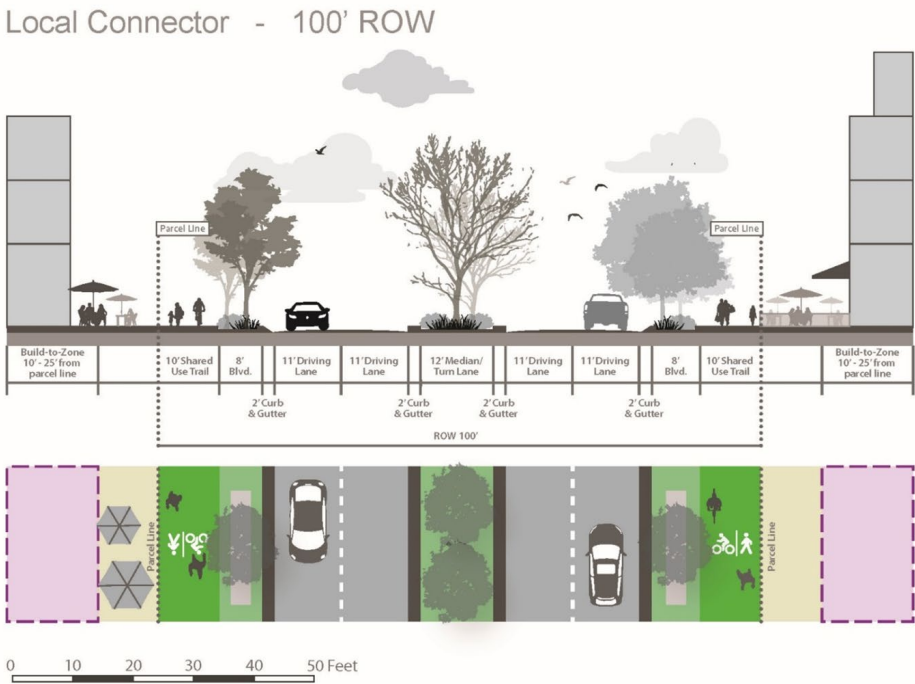 Local Connector - 100' ROW
Parcel Line
Parcel Line
Build-to-Zone
10' - 25' from
parcel line
10' Shared
Use Trail
8'
Blvd.
11' Driving
Lane
11' Driving
Lane
12' Median/
Turn Lane
11' Driving
Lane
11' Driving
Lane
8'
Blvd.
10' Shared
Use Trail
Build-to-Zone
10' - 25' from
parcel line
2' Curb
& Gutter
2' Curb
& Gutter
2' Curb
& Gutter
2' Curb
& Gutter
ROW 100'
Parcel Line
Parcel Line
0 10 20 30 40 50 Feet